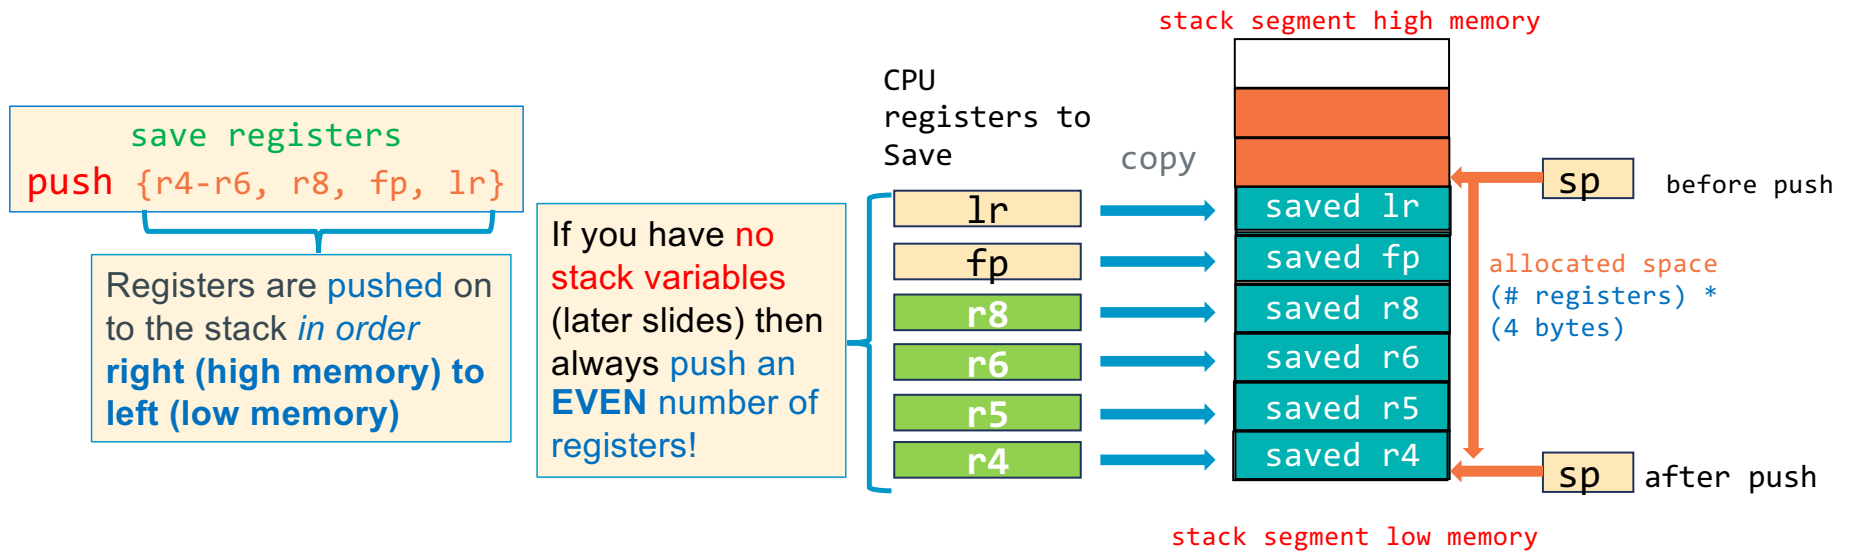 stack segment high memory
save registers
push {r4-r6, r8, fp, lr}
Registers are pushed on
to the stack in order
right (high memory) to
left (low memory)
If you have no
stack variables
(later slides) then
always push an
EVEN number of
registers!
CPU
registers to
Save
copy
lr
fp
r8
r6
r5
r4
saved lr
saved fp
saved r8
saved r6
saved r5
saved r4
sp
before push
allocated space
(# registers) *
(4 bytes)
sp
after push
stack segment low memory